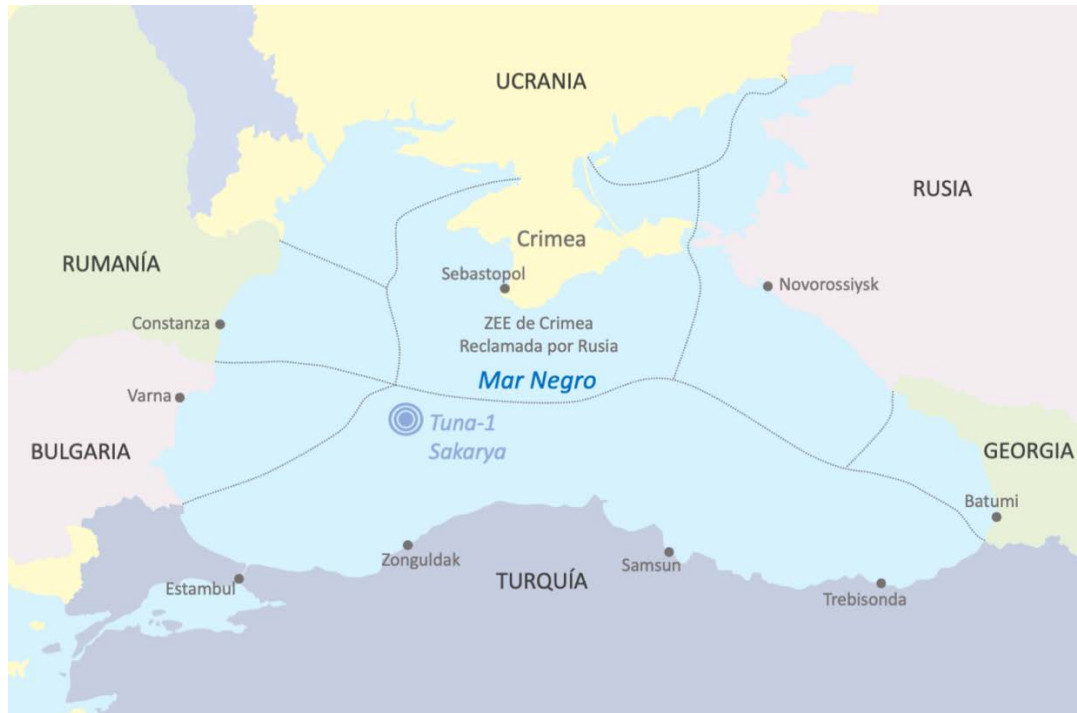 UCRANIA
RUSIA
Crimea
RUMANÍA
Sebastopol
Novorossiysk
Constanza
ZEE de Crimea
Reclamada por Rusia
Mar Negro
Varna
Tuna-1
Sakarya
BULGARIA
GEORGIA
Batumi
Zonguldak
Samsun
Estambul
TURQUÍA
Trebisonda